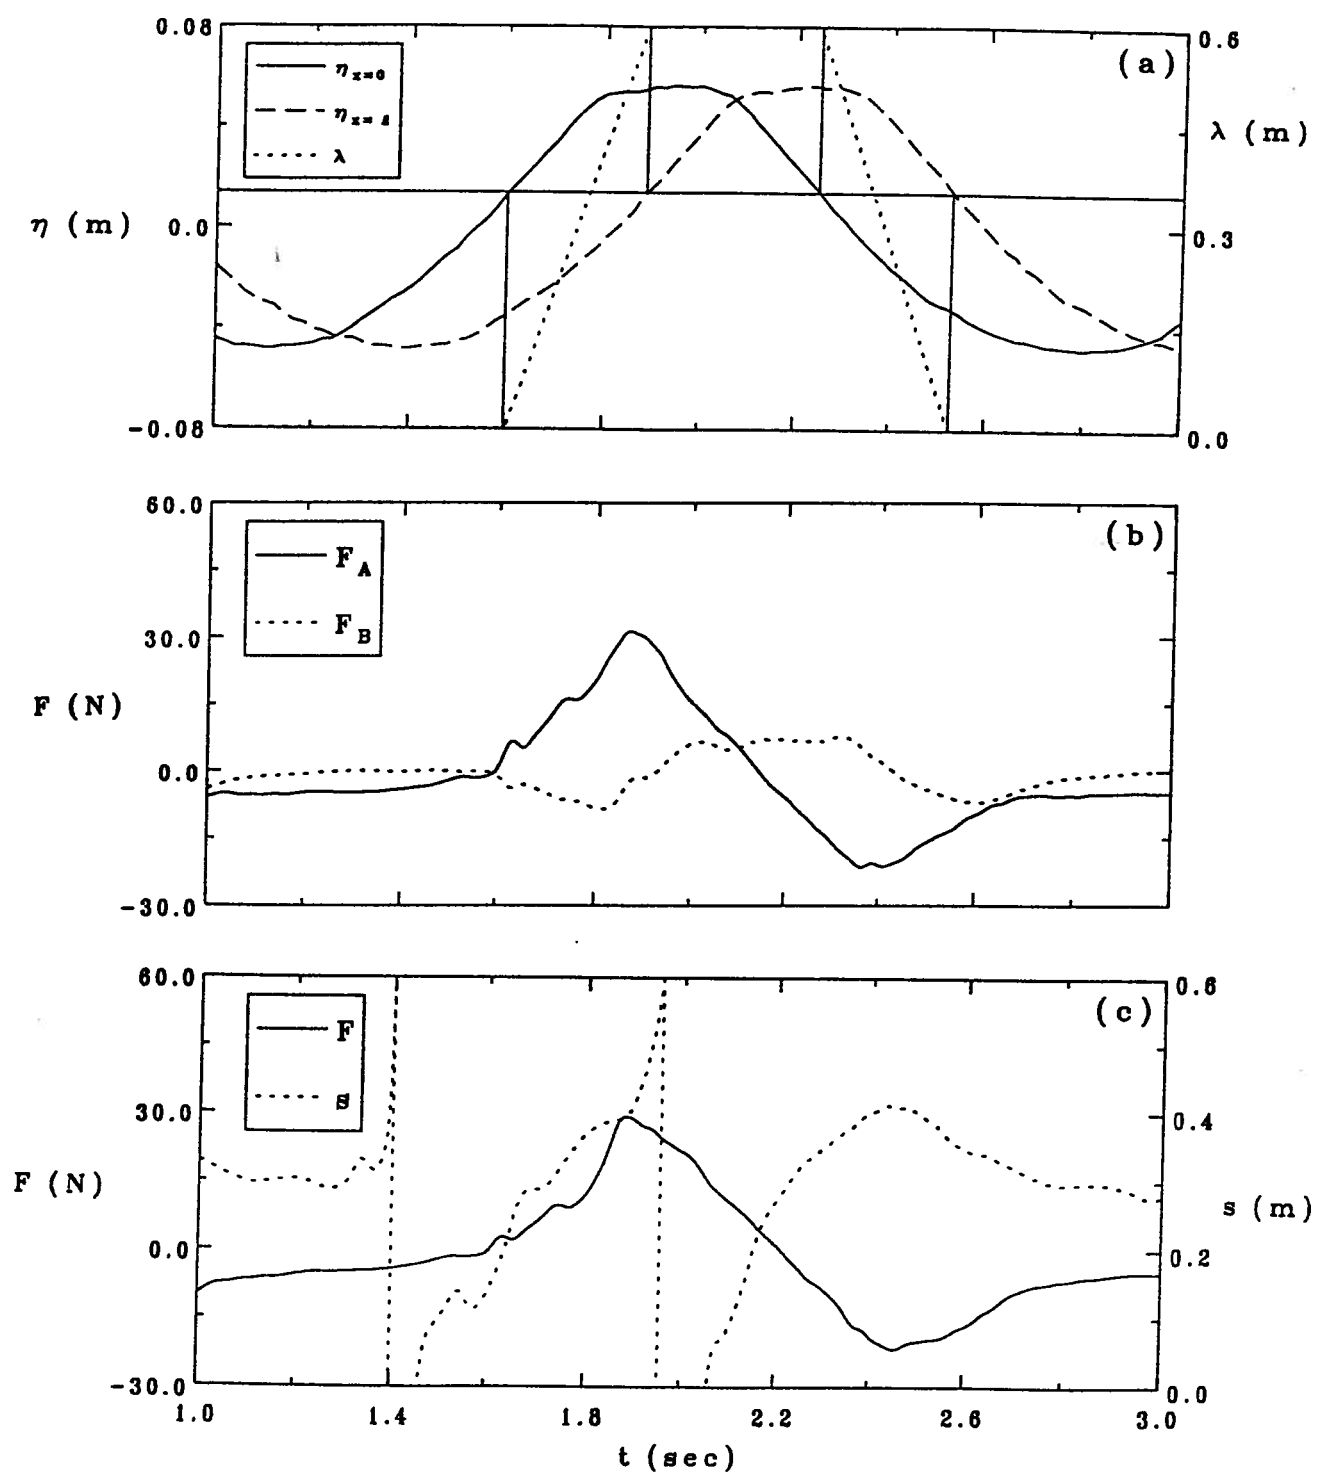 0.08
0.6
(a)
η x=0
η x=ℓ
λ
λ (m)
η (m)
0.0
0.3
-0.08
0.0
60.0
(b)
F A
F B
30.0
F (N)
0.0
-30.0
60.0
0.6
(c)
F
s
30.0
0.4
F (N)
s (m)
0.0
0.2
-30.0
0.0
1.0 1.4 1.8 2.2 2.6 3.0
t (sec)